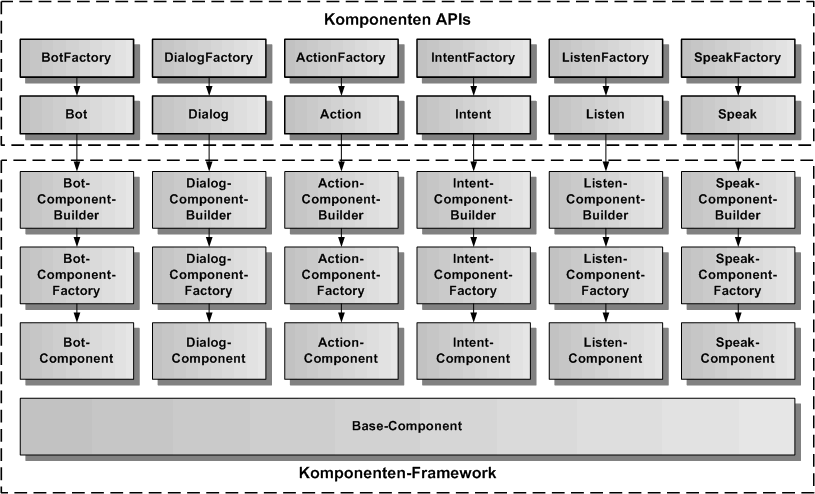 Komponenten APIs
BotFactory
DialogFactory
ActionFactory
IntentFactory
ListenFactory
SpeakFactory
Bot
Dialog
Action
Intent
Listen
Speak
Bot-
Component-
Builder
Dialog-
Component-
Builder
Action-
Component-
Builder
Intent-
Component-
Builder
Listen-
Component-
Builder
Speak-
Component-
Builder
Bot-
Component-
Factory
Dialog-
Component-
Factory
Action-
Component-
Factory
Intent-
Component-
Factory
Listen-
Component-
Factory
Speak-
Component-
Factory
Bot-
Component
Dialog-
Component
Action-
Component
Intent-
Component
Listen-
Component
Speak-
Component
Base-Component
Komponenten-Framework